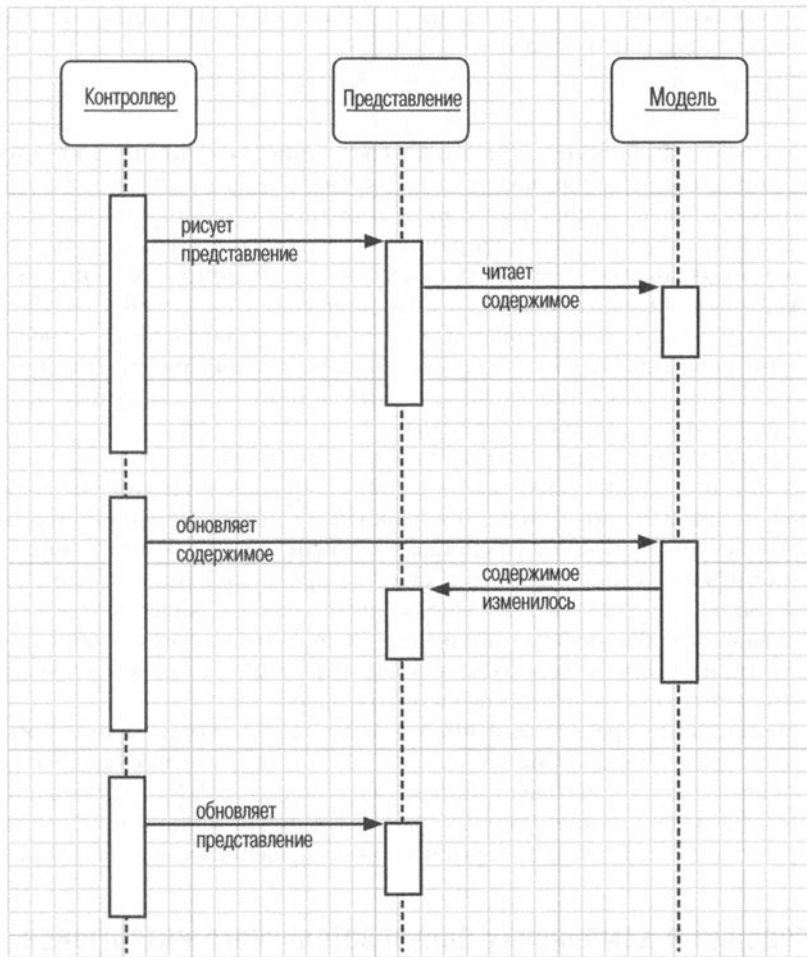 Контроллер
Представление
Модель
рисует
представление
читает
содержимое
обновляет
содержимое
содержимое
изменилось
обновляет
представление